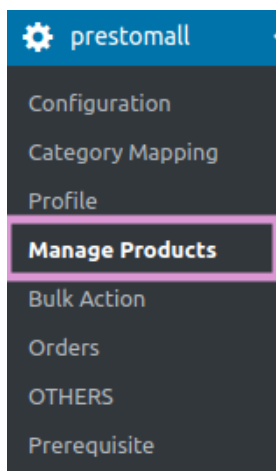 prestomall
Configuration
Category Mapping
Profile
Manage Products
Bulk Action
Orders
OTHERS
Prerequisite